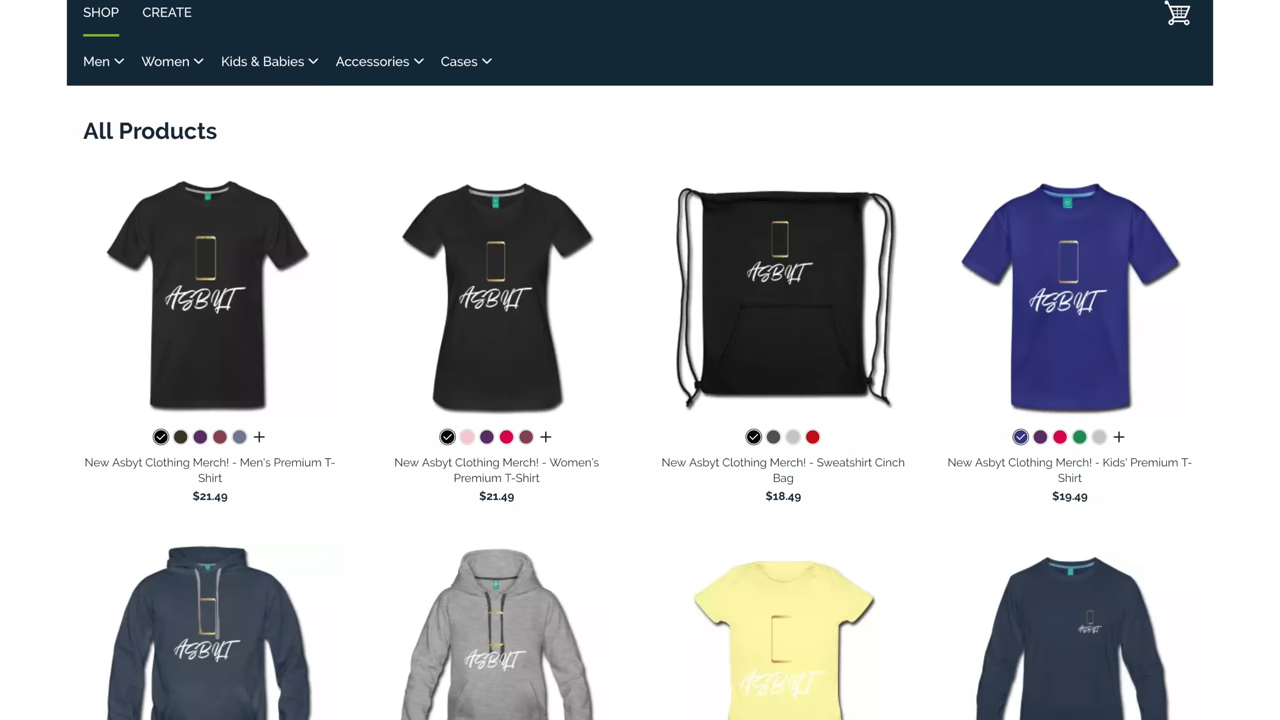 SHOP CREATE
Men Women Kids & Babies Accessories Cases
All Products
ASBYT ASBYT ASBYT ASBYT
New Asbyt Clothing Merch! - Men's Premium T-
Shirt
$21.49
New Asbyt Clothing Merch! - Women's
Premium T-Shirt
$21.49
New Asbyt Clothing Merch! - Sweatshirt Cinch
Bag
$18.49
New Asbyt Clothing Merch! - Kids' Premium T-
Shirt
$19.49
ASBYT ASBYT ASBYT ASBYT